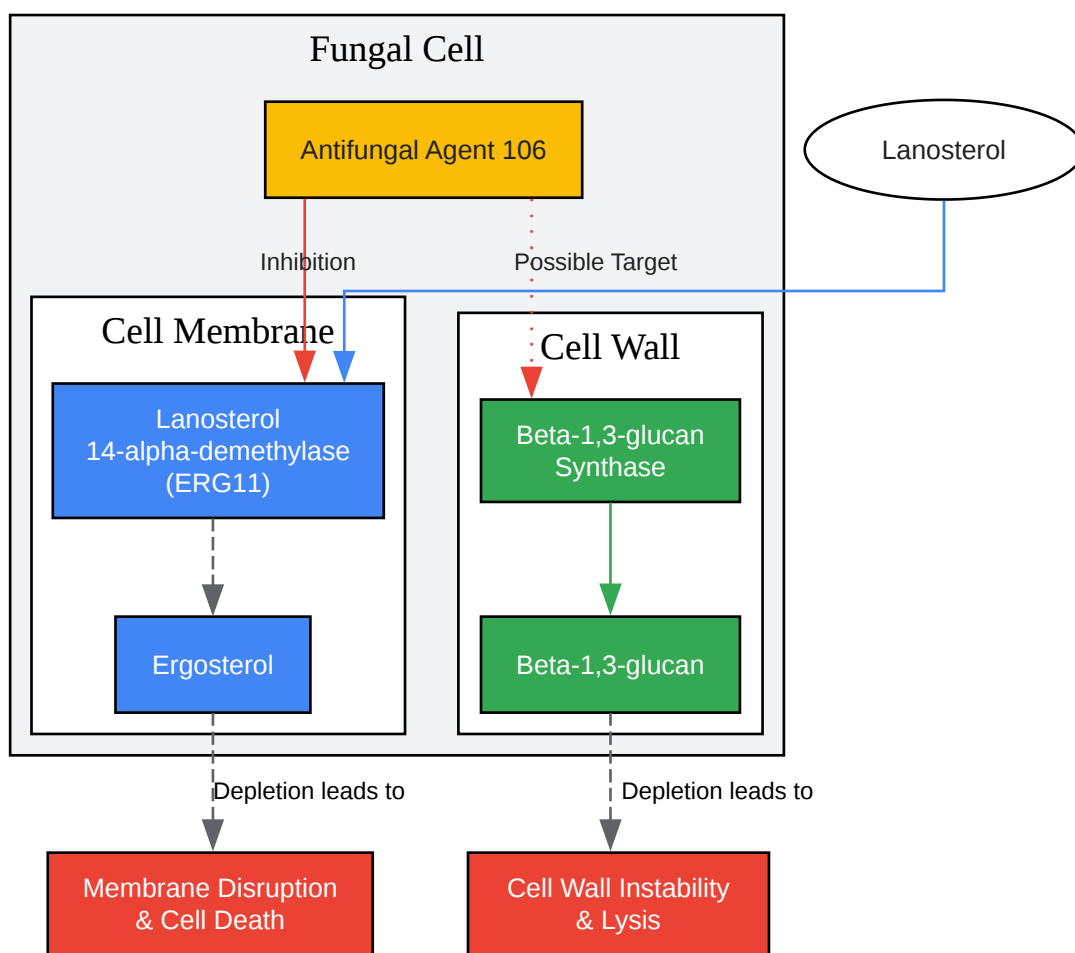 Fungal Cell
Antifungal Agent 106
Lanosterol
Inhibition
Possible Target
Cell Membrane
Cell Wall
Lanosterol
14-alpha-demethylase
(ERG11)
Beta-1,3-glucan
Synthase
Ergosterol
Beta-1,3-glucan
Depletion leads to
Depletion leads to
Membrane Disruption
& Cell Death
Cell Wall Instability
& Lysis